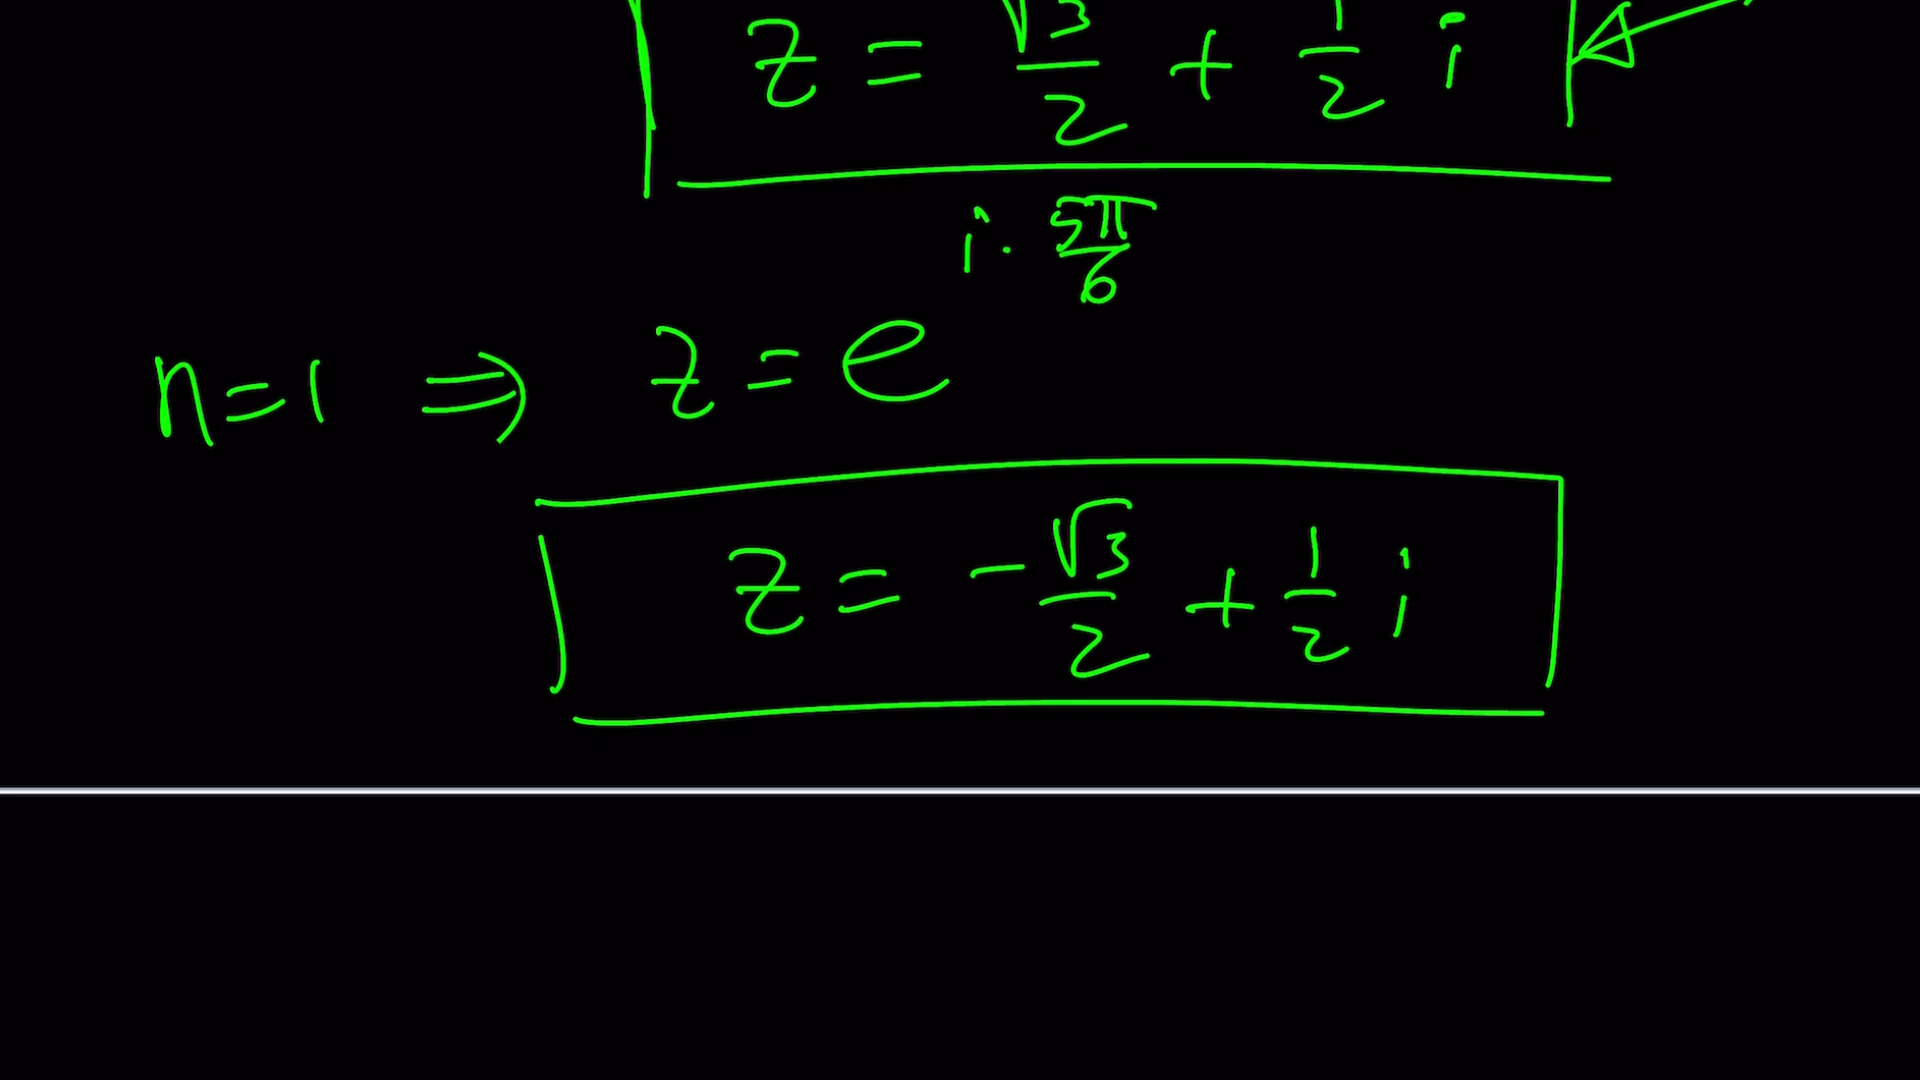 z = √3/2 + 1/2 i
n=1 ⇒ z = e^(i · 5π/6)
z = - √3/2 + 1/2 i